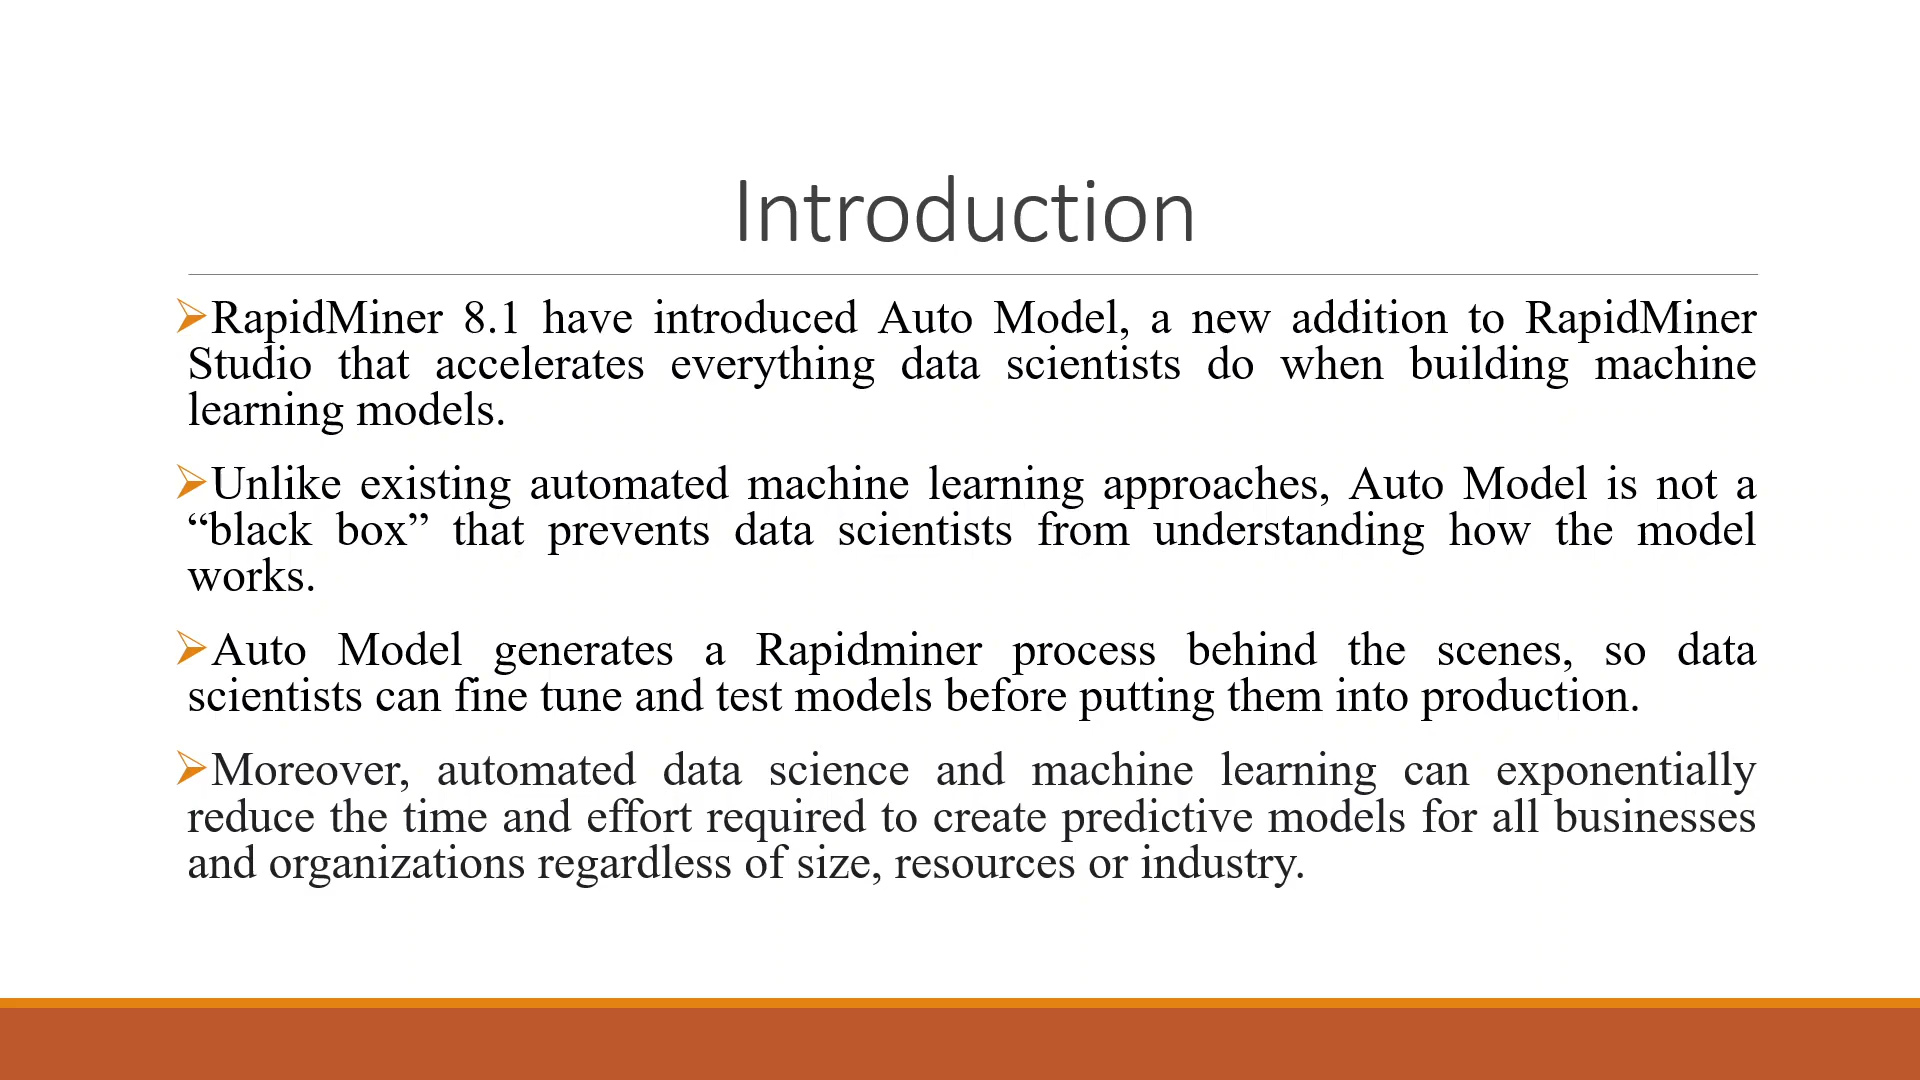 Introduction
➢RapidMiner 8.1 have introduced Auto Model, a new addition to RapidMiner
Studio that accelerates everything data scientists do when building machine
learning models.
➢Unlike existing automated machine learning approaches, Auto Model is not a
“black box” that prevents data scientists from understanding how the model
works.
➢Auto Model generates a Rapidminer process behind the scenes, so data
scientists can fine tune and test models before putting them into production.
➢Moreover, automated data science and machine learning can exponentially
reduce the time and effort required to create predictive models for all businesses
and organizations regardless of size, resources or industry.